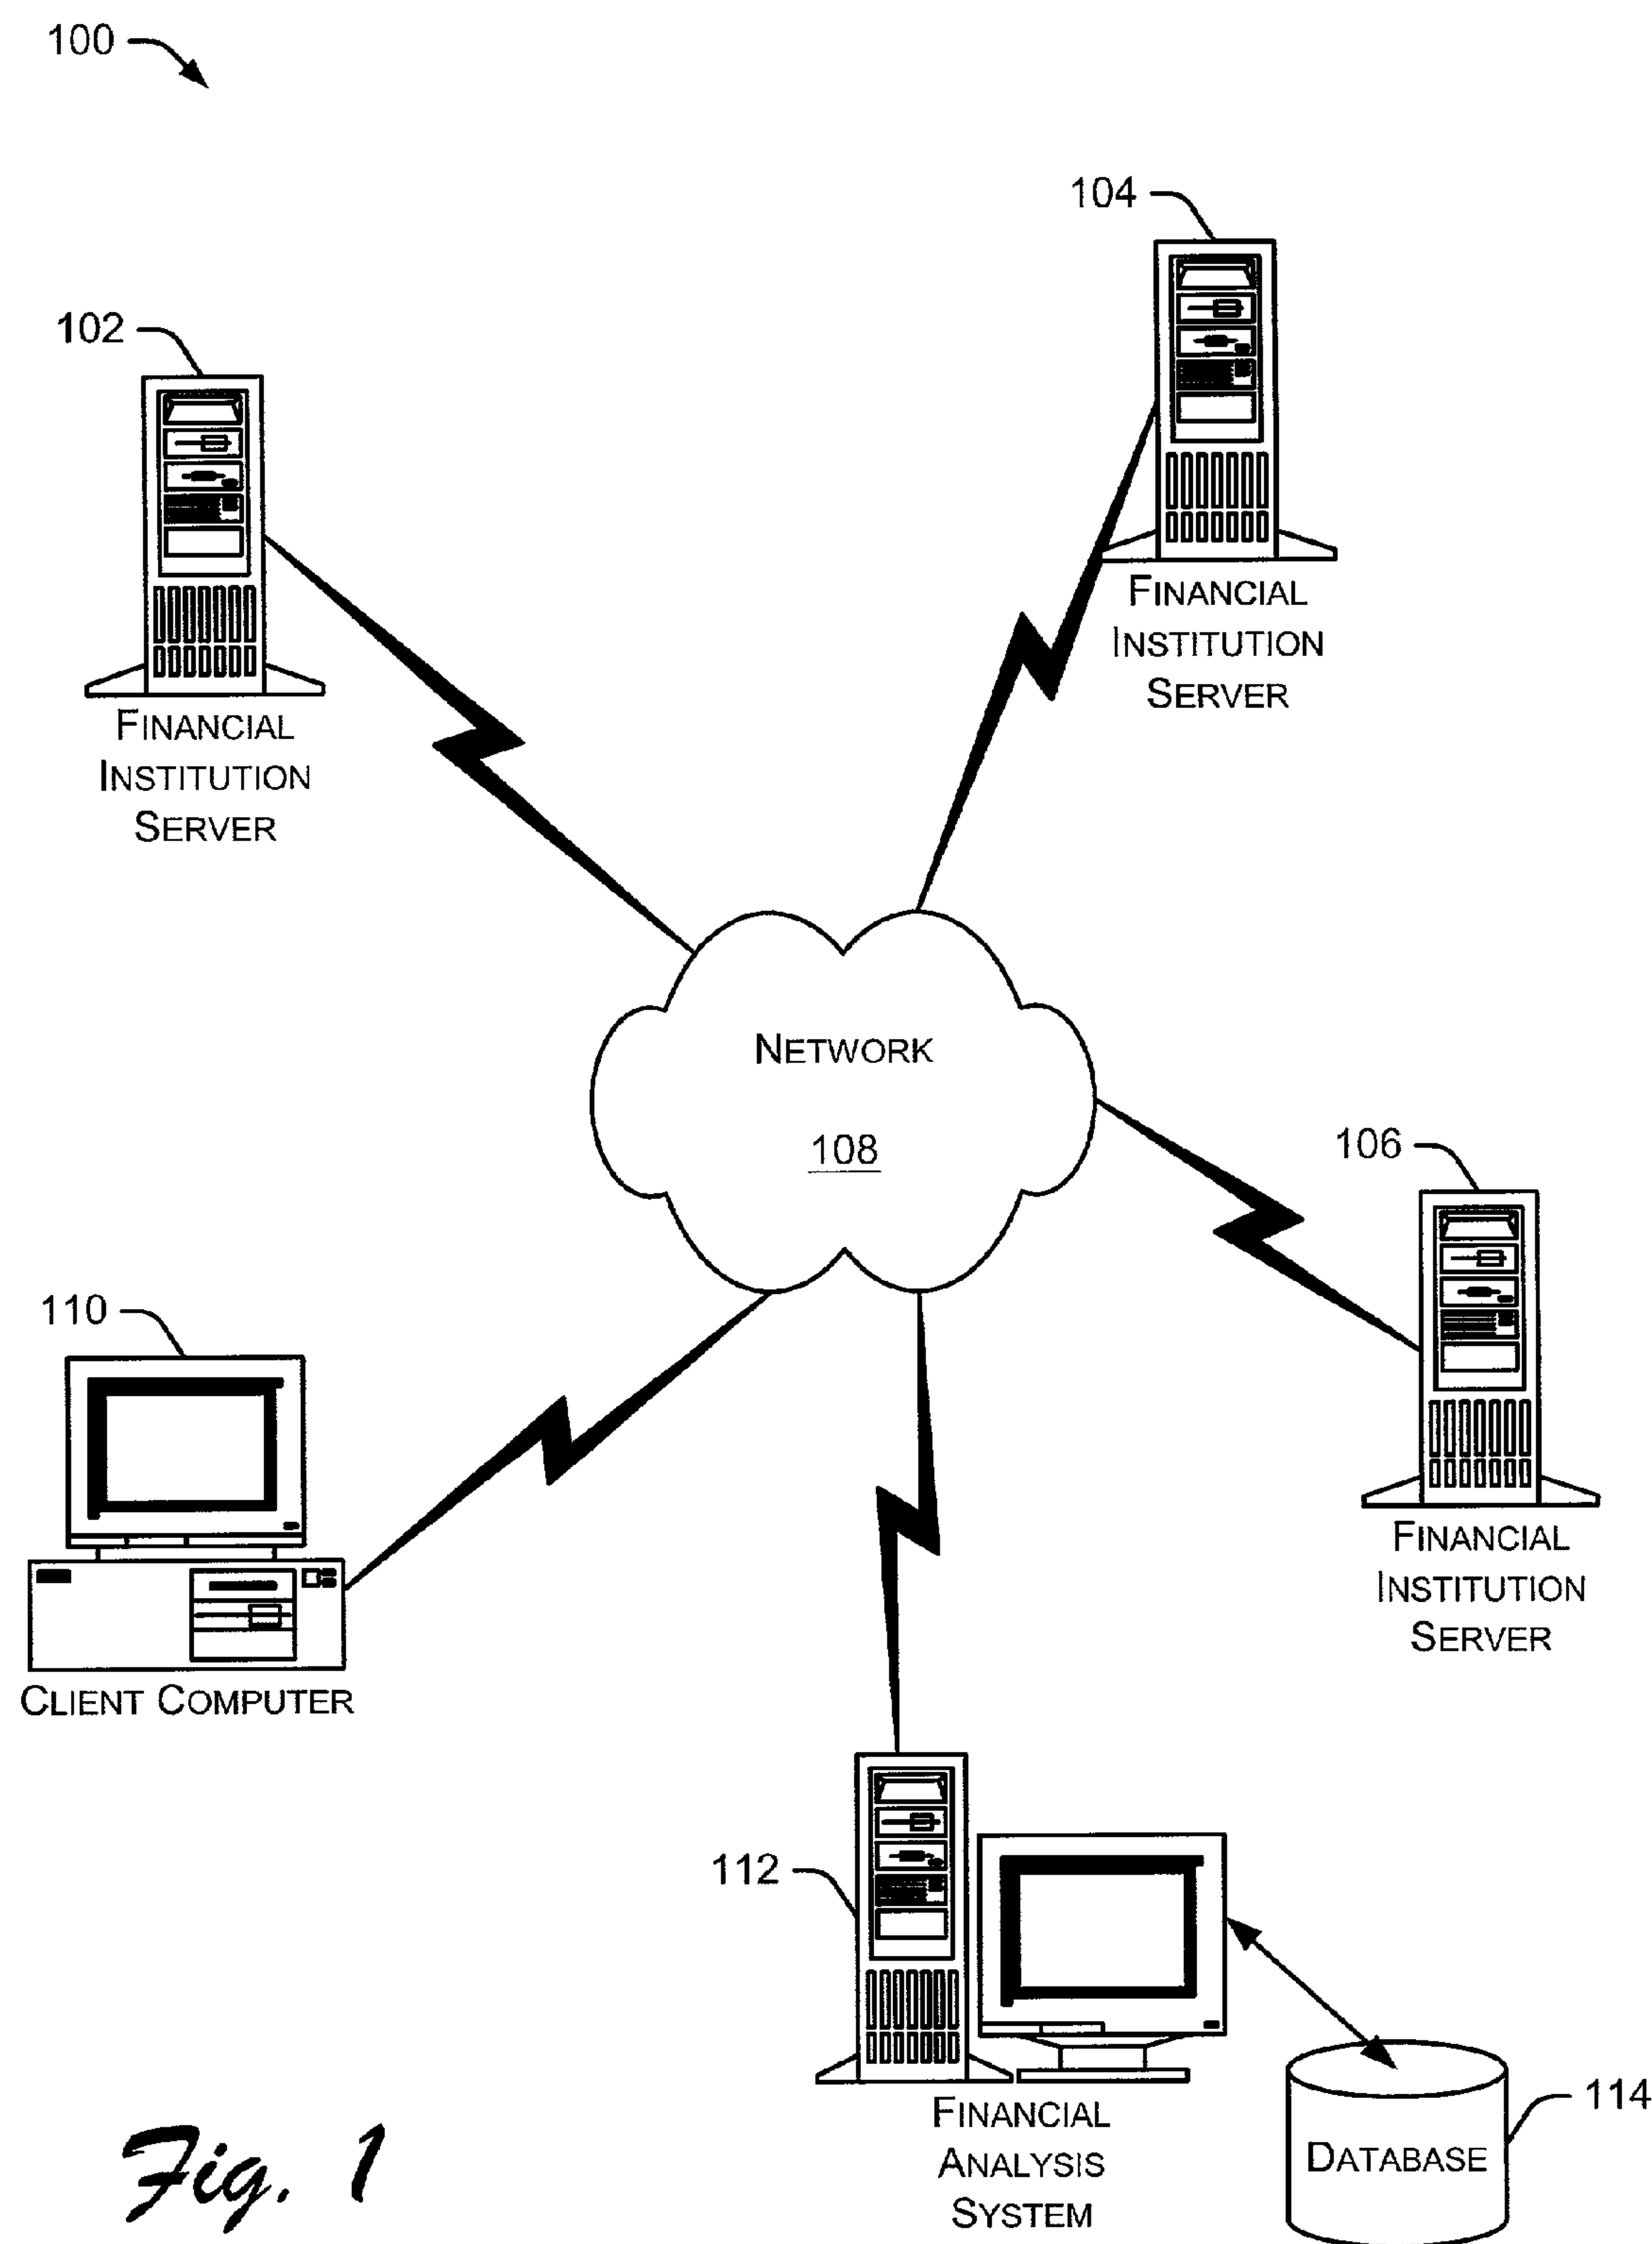 100
104
102
FINANCIAL
INSTITUTION
SERVER
FINANCIAL
INSTITUTION
SERVER
NETWORK
108
106
110
FINANCIAL
INSTITUTION
SERVER
CLIENT COMPUTER
112
114
FINANCIAL
ANALYSIS
SYSTEM
DATABASE
Fig. 1